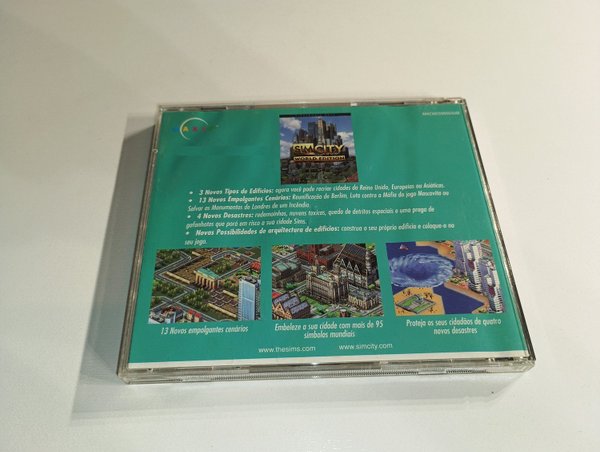 MAXIS
SIMCITY
WORLD EDITION
• 3 Novos Tipos de Edifícios: agora você pode recriar cidades do Reino Unido, Europeias ou Asiáticas.
• 13 Novos Empolgantes Cenários: Reunificação de Berlim, Luta contra a Máfia do jogo Moscovita ou
Salvar os Monumentos de Londres de um Incêndio.
• 4 Novos Desastres: redemoinhos, nuvens toxicas, queda de detritos espaciais e uma praga de
gafanhotos que porá em risco a sua cidade Sims.
• Novas Possibilidades de arquitectura de edifícios: construa o seu próprio edifício e coloque-o no
seu jogo.
13 Novos empolgantes cenários
Embeleze a sua cidade com mais de 95
símbolos mundiais
Proteja os seus cidadãos de quatro
novos desastres
www.thesims.com www.simcity.com